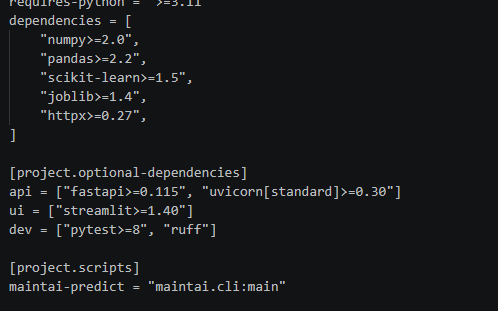 requires-python = ">=3.11"
dependencies = [
    "numpy>=2.0",
    "pandas>=2.2",
    "scikit-learn>=1.5",
    "joblib>=1.4",
    "httpx>=0.27",
]

[project.optional-dependencies]
api = ["fastapi>=0.115", "uvicorn[standard]>=0.30"]
ui = ["streamlit>=1.40"]
dev = ["pytest>=8", "ruff"]

[project.scripts]
maintai-predict = "maintai.cli:main"